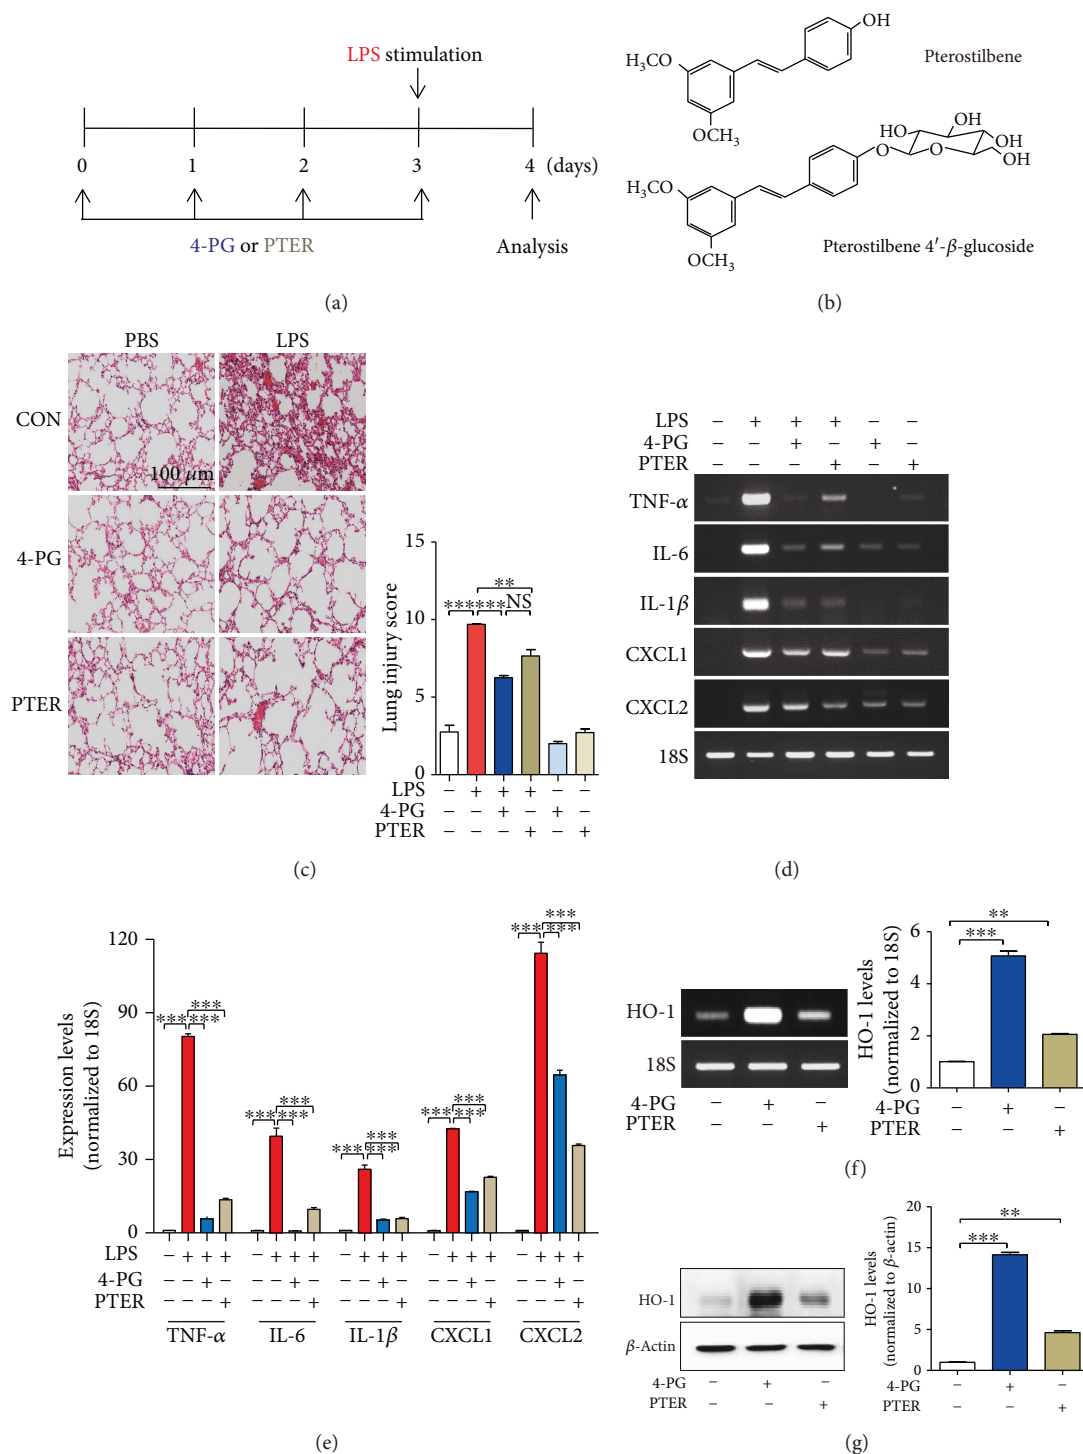 LPS stimulation
0 1 2 3 4 (days)
4-PG or PTER
Analysis
(a)
OH
H₃CO
OCH₃
Pterostilbene
OH
HO
HO
OH
O
O
OH
H₃CO
OCH₃
Pterostilbene 4′-β-glucoside
(b)
PBS LPS
CON
100 μm
4-PG
PTER
Lung injury score
15
10
5
0
**
*** *** NS
LPS − + + + − −
4-PG − − + − + −
PTER − − − + − +
(c)
LPS − + + + − −
4-PG − − + − + −
PTER − − − + − +
TNF-α
IL-6
IL-1β
CXCL1
CXCL2
18S
(d)
Expression levels
(normalized to 18S)
120
90
60
30
0
***
*** ***
***
*** ***
***
*** ***
***
*** ***
***
*** ***
LPS − + + + − + + + − + + + − + + + − + + +
4-PG − − + − − − + − − − + − − − + − − − + −
PTER − − − + − − − + − − − + − − − + − − − +
TNF-α IL-6 IL-1β CXCL1 CXCL2
(e)
HO-1
18S
4-PG − + −
PTER − − +
HO-1 levels
(normalized to 18S)
6
4
2
0
**
***
4-PG − + −
PTER − − +
(f)
HO-1
β-Actin
4-PG − + −
PTER − − +
HO-1 levels
(normalized to β-actin)
20
15
10
5
0
**
***
4-PG − + −
PTER − − +
(g)